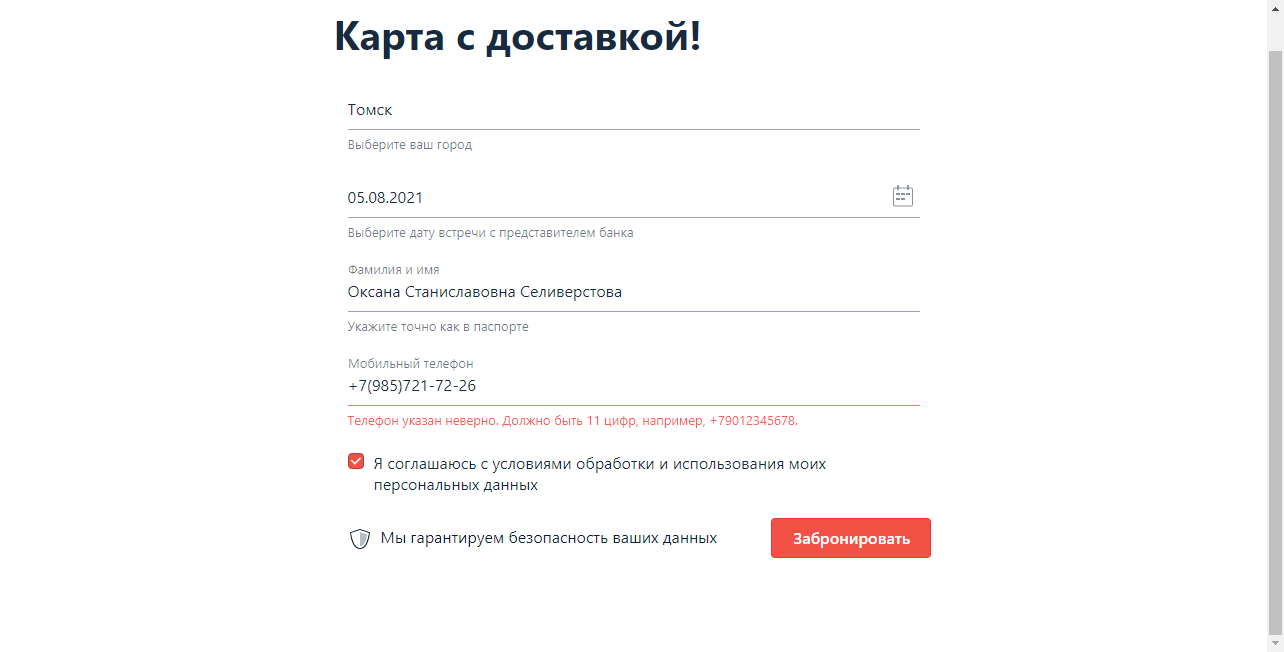 Карта с доставкой!
Томск
Выберите ваш город
05.08.2021
Выберите дату встречи с представителем банка
Фамилия и имя
Оксана Станиславовна Селиверстова
Укажите точно как в паспорте
Мобильный телефон
+7(985)721-72-26
Телефон указан неверно. Должно быть 11 цифр, например, +79012345678.
Я соглашаюсь с условиями обработки и использования моих
персональных данных
Мы гарантируем безопасность ваших данных
Забронировать